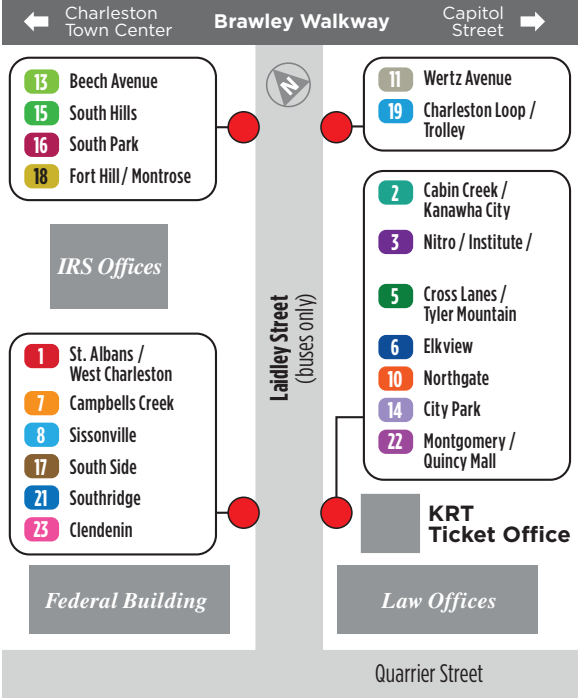 Charleston
Town Center
Brawley Walkway
Capitol
Street
N
13 Beech Avenue
15 South Hills
16 South Park
18 Fort Hill / Montrose
11 Wertz Avenue
19 Charleston Loop /
Trolley
2 Cabin Creek /
Kanawha City
3 Nitro / Institute /
5 Cross Lanes /
Tyler Mountain
6 Elkview
10 Northgate
14 City Park
22 Montgomery /
Quincy Mall
IRS Offices
Laidley Street
(buses only)
1 St. Albans /
West Charleston
7 Campbells Creek
8 Sissonville
17 South Side
21 Southridge
23 Clendenin
KRT
Ticket Office
Federal Building
Law Offices
Quarrier Street